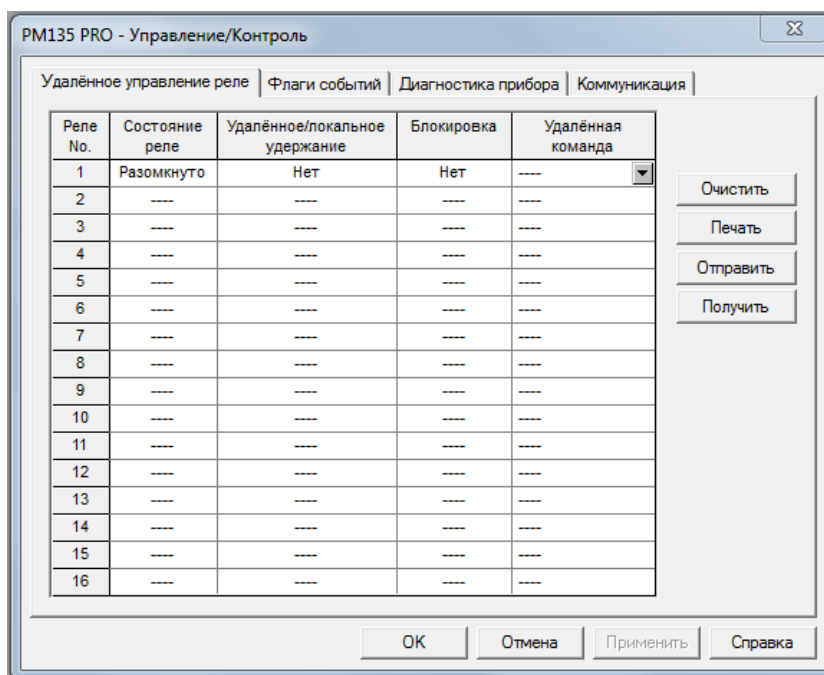 PM135 PRO - Управление/Контроль
Удалённое управление реле Флаги событий Диагностика прибора Коммуникация
Реле No. Состояние реле Удалённое/локальное удержание Блокировка Удалённая команда
1 Разомкнуто Нет Нет ----
2 ---- ---- ---- ----
3 ---- ---- ---- ----
4 ---- ---- ---- ----
5 ---- ---- ---- ----
6 ---- ---- ---- ----
7 ---- ---- ---- ----
8 ---- ---- ---- ----
9 ---- ---- ---- ----
10 ---- ---- ---- ----
11 ---- ---- ---- ----
12 ---- ---- ---- ----
13 ---- ---- ---- ----
14 ---- ---- ---- ----
15 ---- ---- ---- ----
16 ---- ---- ---- ----
Очистить
Печать
Отправить
Получить
OK Отмена Применить Справка